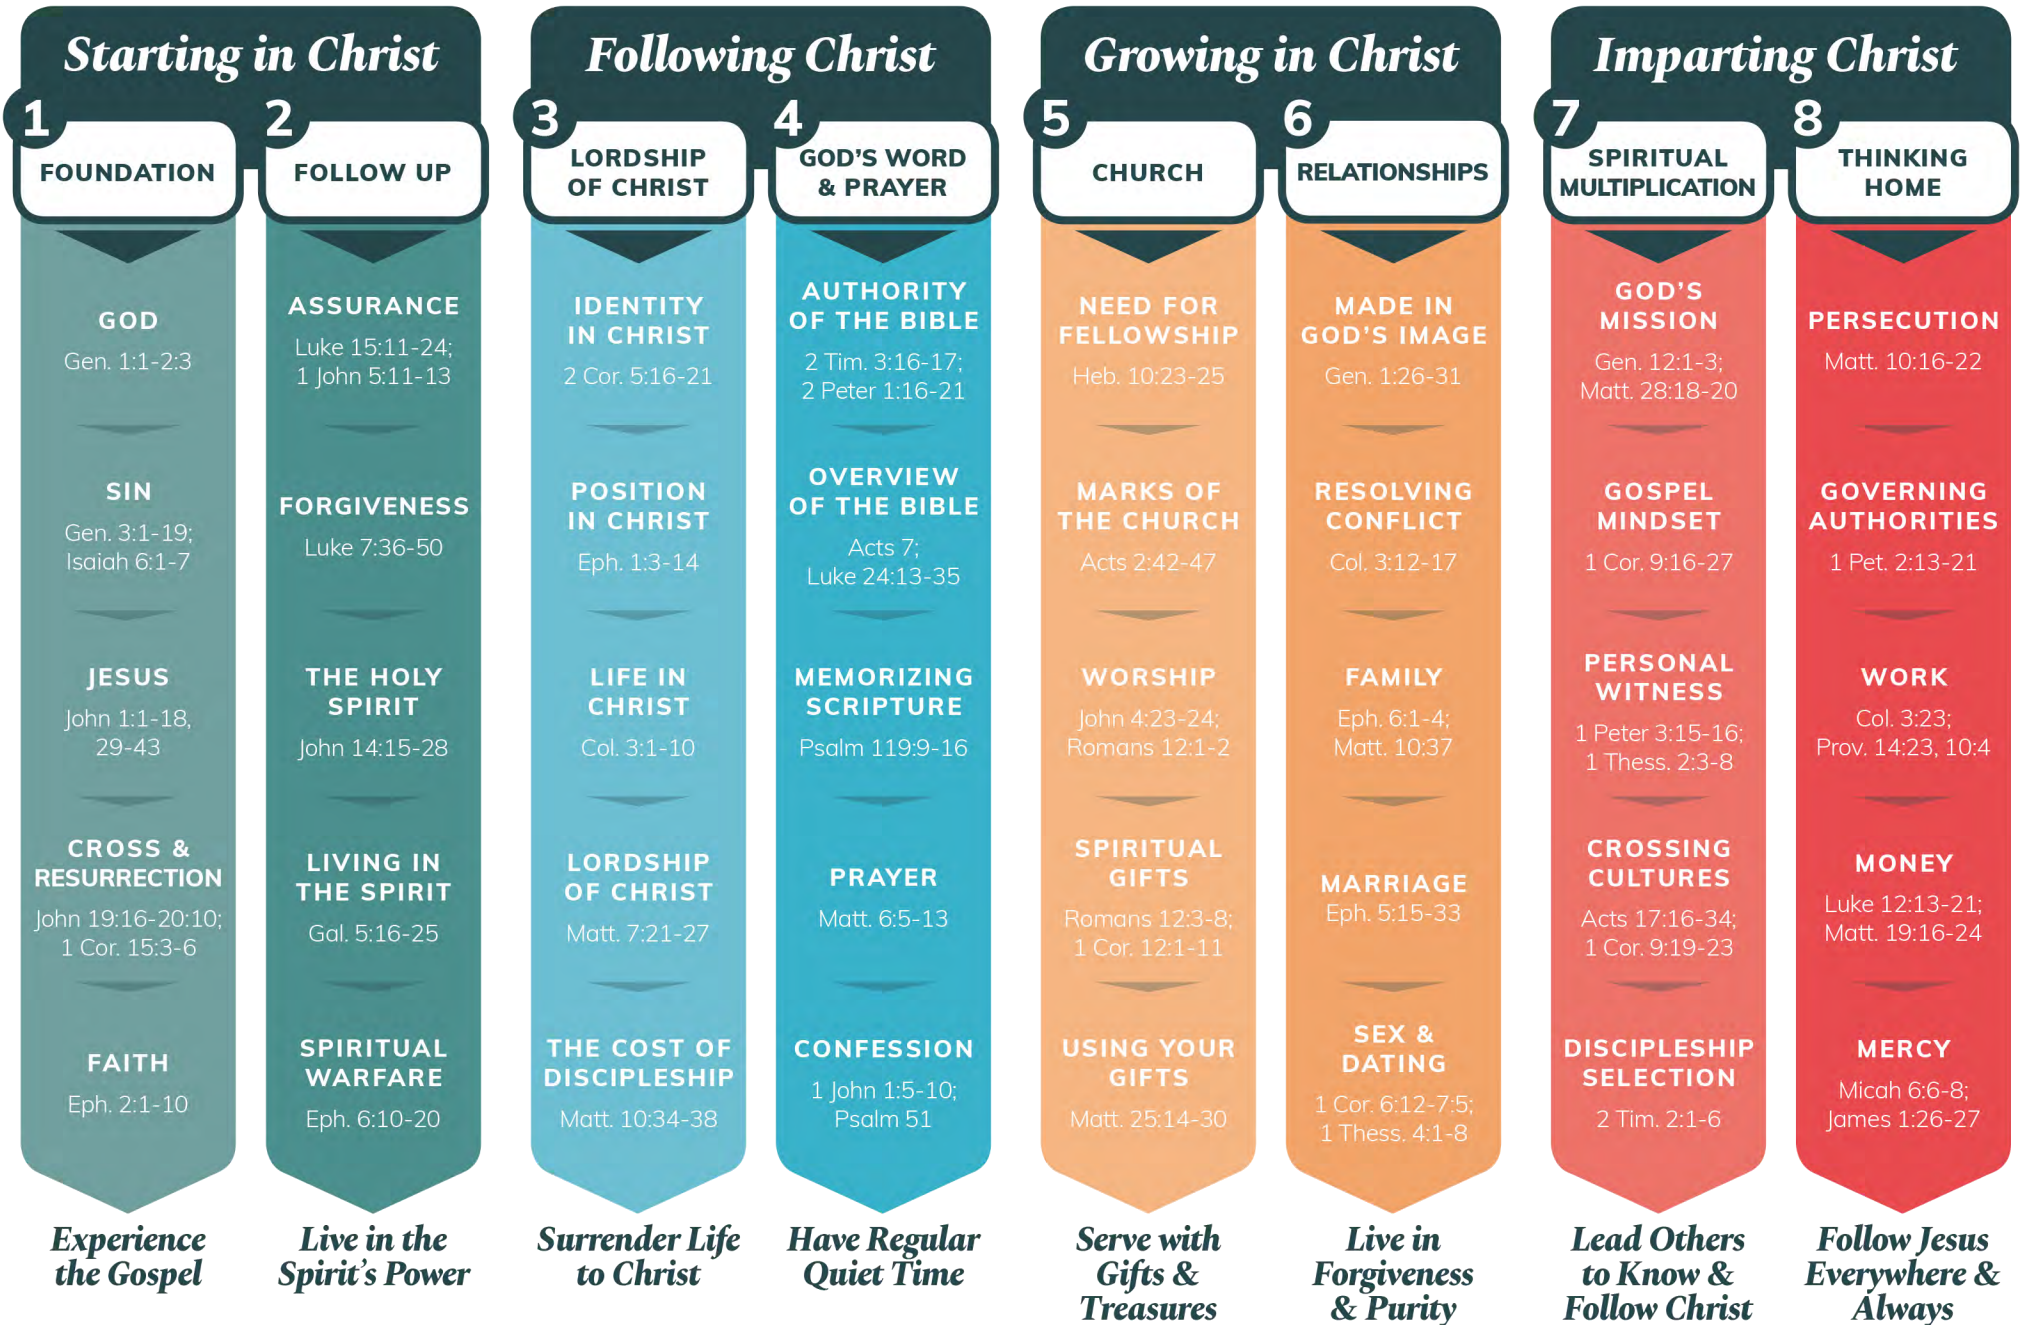 Starting in Christ
1
FOUNDATION
GOD
Gen. 1:1-2:3
SIN
Gen. 3:1-19;
Isaiah 6:1-7
JESUS
John 1:1-18,
29-43
CROSS &
RESURRECTION
John 19:16-20:10;
1 Cor. 15:3-6
FAITH
Eph. 2:1-10
Experience
the Gospel
2
FOLLOW UP
ASSURANCE
Luke 15:11-24;
1 John 5:11-13
FORGIVENESS
Luke 7:36-50
THE HOLY
SPIRIT
John 14:15-28
LIVING IN
THE SPIRIT
Gal. 5:16-25
SPIRITUAL
WARFARE
Eph. 6:10-20
Live in the
Spirit's Power
Following Christ
3
LORDSHIP
OF CHRIST
IDENTITY
IN CHRIST
2 Cor. 5:16-21
POSITION
IN CHRIST
Eph. 1:3-14
LIFE IN
CHRIST
Col. 3:1-10
LORDSHIP
OF CHRIST
Matt. 7:21-27
THE COST OF
DISCIPLESHIP
Matt. 10:34-38
Surrender Life
to Christ
4
GOD'S WORD
& PRAYER
AUTHORITY
OF THE BIBLE
2 Tim. 3:16-17;
2 Peter 1:16-21
OVERVIEW
OF THE BIBLE
Acts 7;
Luke 24:13-35
MEMORIZING
SCRIPTURE
Psalm 119:9-16
PRAYER
Matt. 6:5-13
CONFESSION
1 John 1:5-10;
Psalm 51
Have Regular
Quiet Time
Growing in Christ
5
CHURCH
NEED FOR
FELLOWSHIP
Heb. 10:23-25
MARKS OF
THE CHURCH
Acts 2:42-47
WORSHIP
John 4:23-24;
Romans 12:1-2
SPIRITUAL
GIFTS
Romans 12:3-8;
1 Cor. 12:1-11
USING YOUR
GIFTS
Matt. 25:14-30
Serve with
Gifts &
Treasures
6
RELATIONSHIPS
MADE IN
GOD'S IMAGE
Gen. 1:26-31
RESOLVING
CONFLICT
Col. 3:12-17
FAMILY
Eph. 6:1-4;
Matt. 10:37
MARRIAGE
Eph. 5:15-33
SEX &
DATING
1 Cor. 6:12-7:5;
1 Thess. 4:1-8
Live in
Forgiveness
& Purity
Imparting Christ
7
SPIRITUAL
MULTIPLICATION
GOD'S
MISSION
Gen. 12:1-3;
Matt. 28:18-20
GOSPEL
MINDSET
1 Cor. 9:16-27
PERSONAL
WITNESS
1 Peter 3:15-16;
1 Thess. 2:3-8
CROSSING
CULTURES
Acts 17:16-34;
1 Cor. 9:19-23
DISCIPLESHIP
SELECTION
2 Tim. 2:1-6
Lead Others
to Know &
Follow Christ
8
THINKING
HOME
PERSECUTION
Matt. 10:16-22
GOVERNING
AUTHORITIES
1 Pet. 2:13-21
WORK
Col. 3:23;
Prov. 14:23, 10:4
MONEY
Luke 12:13-21;
Matt. 19:16-24
MERCY
Micah 6:6-8;
James 1:26-27
Follow Jesus
Everywhere &
Always